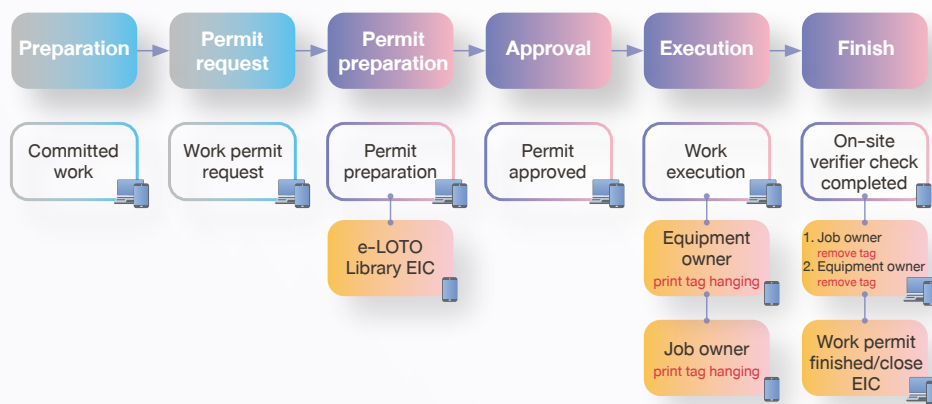 Preparation
Permit
request
Permit
preparation
Approval
Execution
Finish
Committed
work
Work permit
request
Permit
preparation
Permit
approved
Work
execution
On-site
verifier check
completed
e-LOTO
Library EIC
Equipment
owner
print tag hanging
1. Job owner
remove tag
2. Equipment owner
remove tag
Job owner
print tag hanging
Work permit
finished/close
EIC